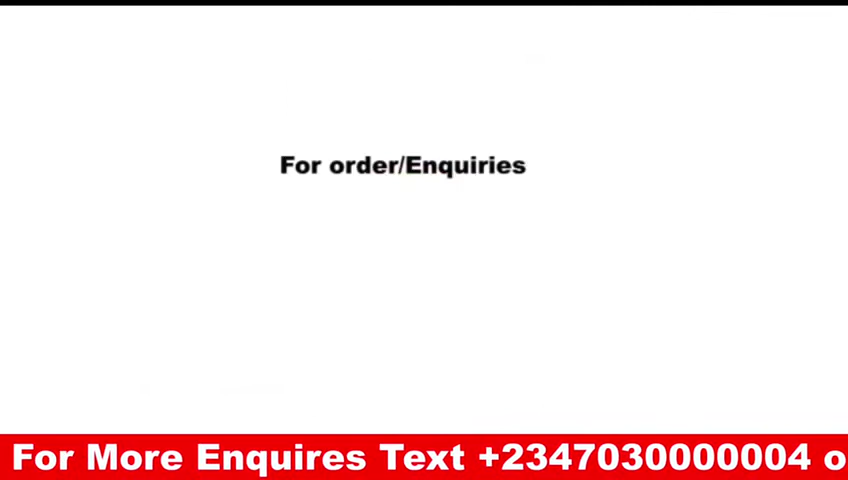 For order/Enquiries
For More Enquires Text +2347030000004 o